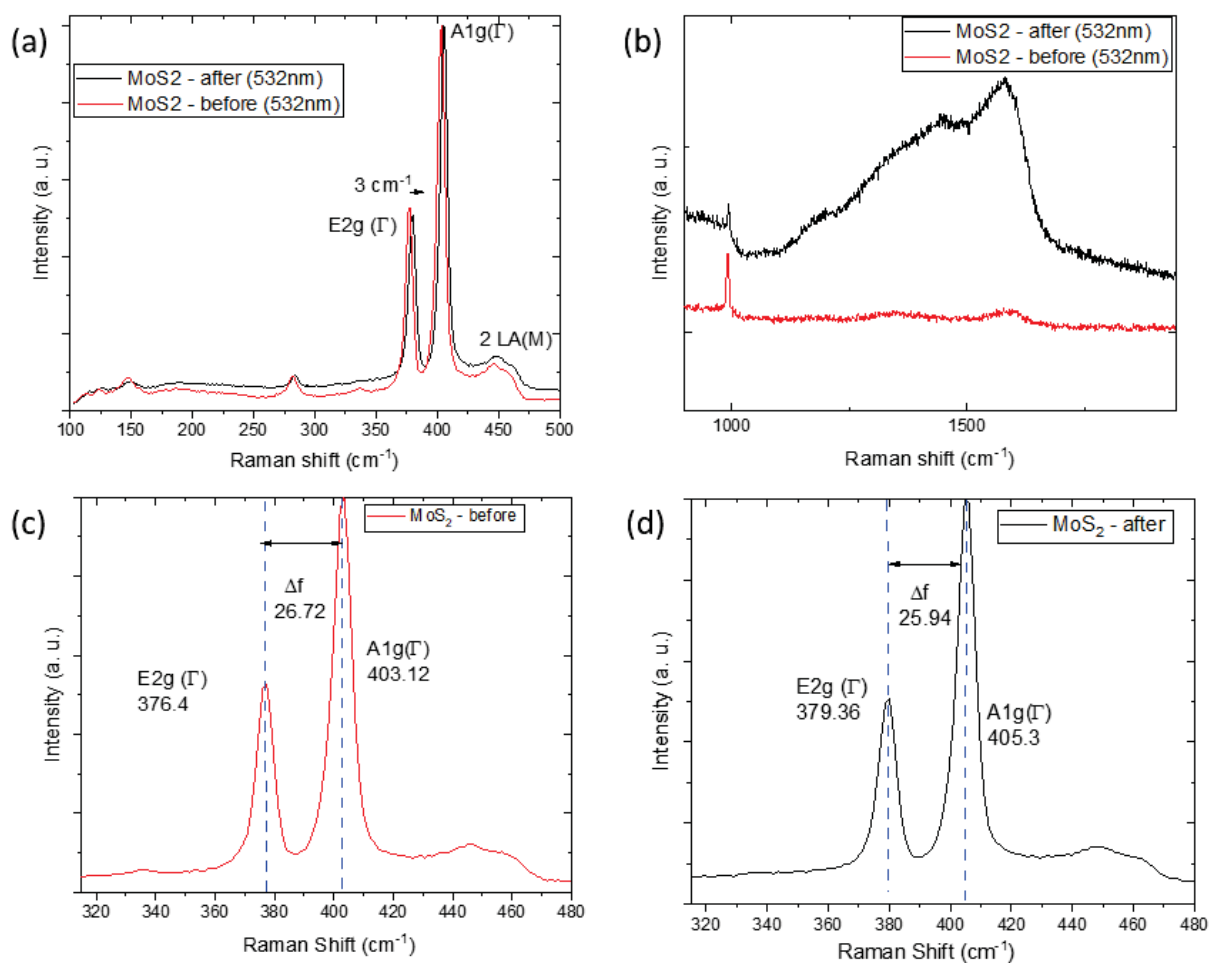 (a)
A1g(Γ)
MoS2 - after (532nm)
MoS2 - before (532nm)
3 cm⁻¹
E2g (Γ)
2 LA(M)
Intensity (a. u.)
100 150 200 250 300 350 400 450 500
Raman shift (cm⁻¹)
(b)
MoS2 - after (532nm)
MoS2 - before (532nm)
Intensity (a. u.)
1000 1500
Raman shift (cm⁻¹)
(c)
MoS₂ - before
Δf
26.72
A1g(Γ)
403.12
E2g (Γ)
376.4
Intensity (a. u.)
320 340 360 380 400 420 440 460 480
Raman Shift (cm⁻¹)
(d)
MoS₂ - after
Δf
25.94
E2g (Γ)
379.36
A1g(Γ)
405.3
Intensity (a. u.)
320 340 360 380 400 420 440 460 480
Raman Shift (cm⁻¹)